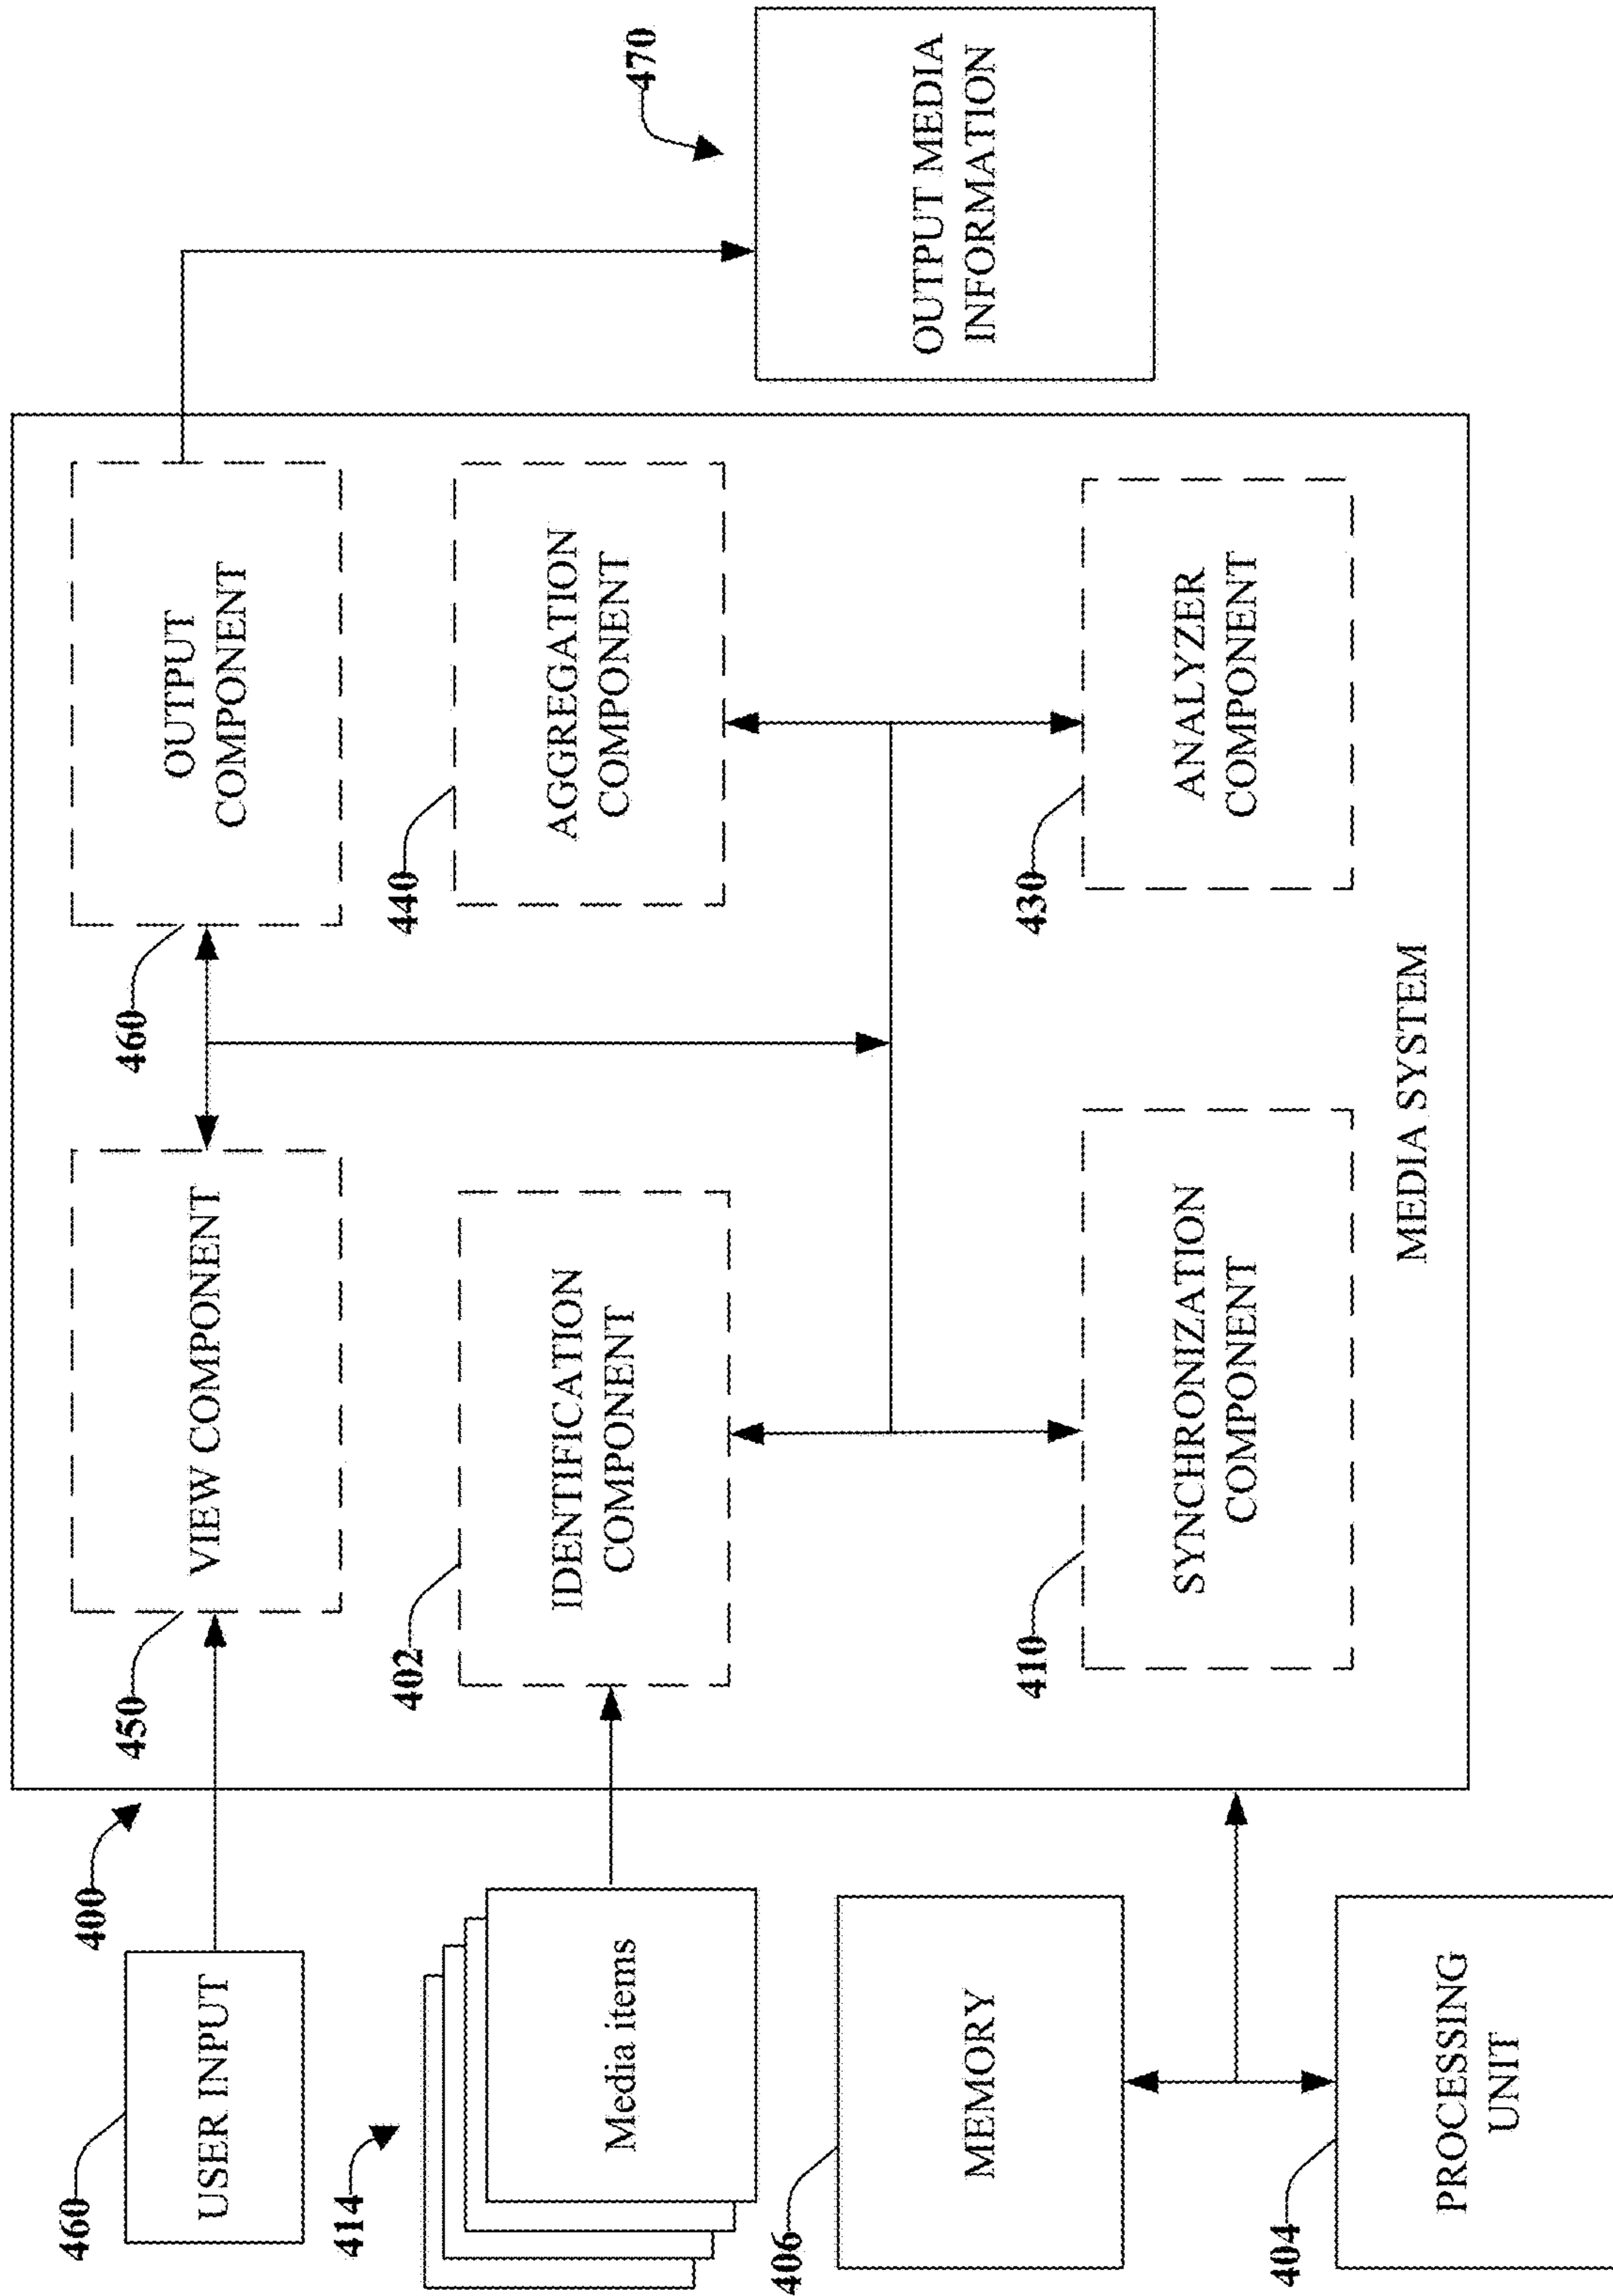 400
460
USER INPUT
450
VIEW COMPONENT
460
OUTPUT
COMPONENT
470
OUTPUT MEDIA
INFORMATION
414
Media items
402
IDENTIFICATION
COMPONENT
440
AGGREGATION
COMPONENT
406
MEMORY
410
SYNCHRONIZATION
COMPONENT
430
ANALYZER
COMPONENT
404
PROCESSING
UNIT
MEDIA SYSTEM